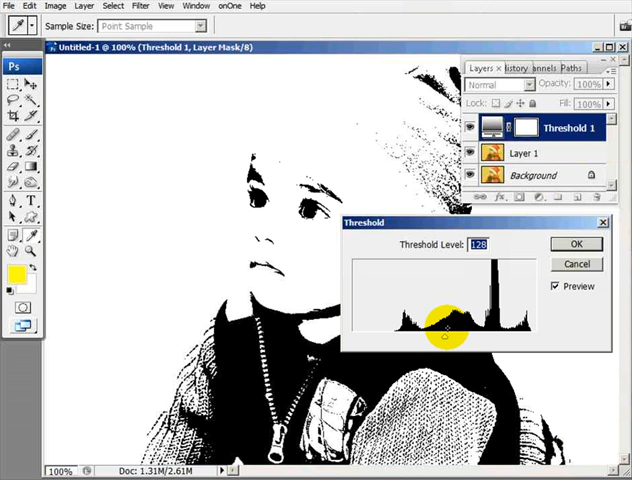 File Edit Image Layer Select Filter View Window onOne Help
Sample Size: Point Sample
Untitled-1 @ 100% (Threshold 1, Layer Mask/8)
Ps
Layers × History annels Paths
Normal Opacity: 100%
Lock: Fill: 100%
Threshold 1
Layer 1
Background
fx
Threshold
Threshold Level: 128
OK
Cancel
Preview
T
100% Doc: 1.31M/2.61M